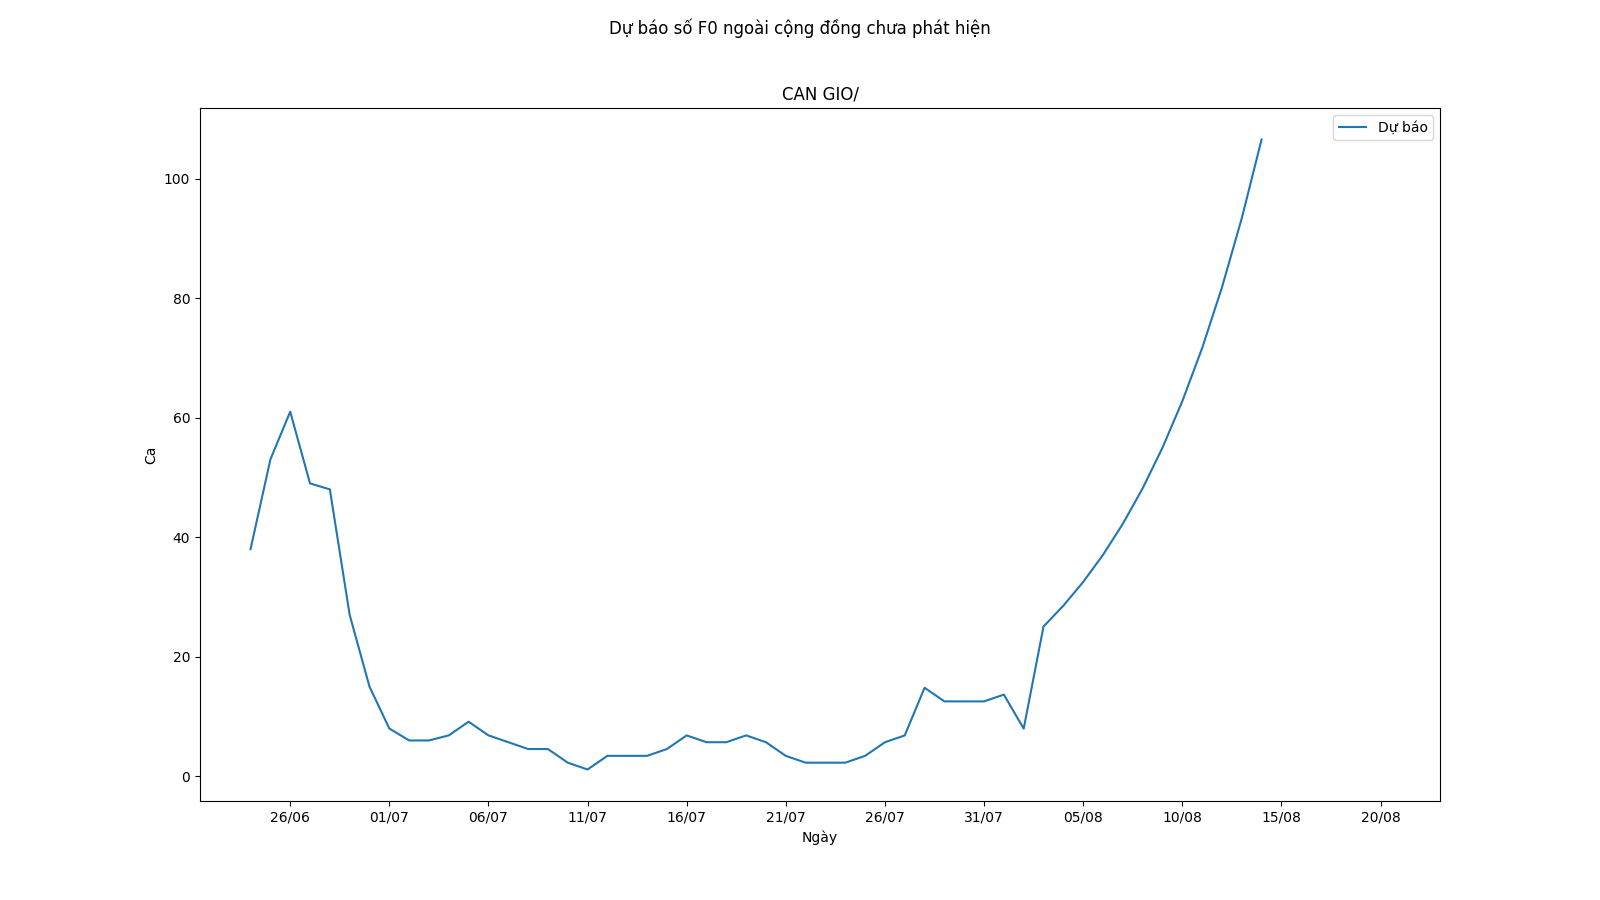 Dự báo số F0 ngoài cộng đồng chưa phát hiện
CAN GIO/
Dự báo
100
80
60
40
20
0
Ca
26/06 01/07 06/07 11/07 16/07 21/07 26/07 31/07 05/08 10/08 15/08 20/08
Ngày